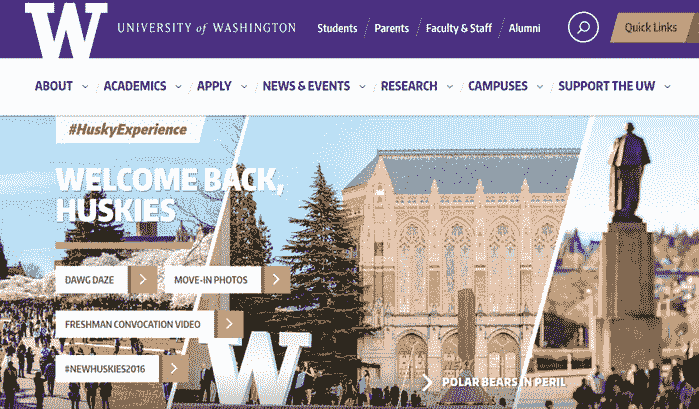 W UNIVERSITY of WASHINGTON Students Parents Faculty & Staff Alumni Quick Links
ABOUT ACADEMICS APPLY NEWS & EVENTS RESEARCH CAMPUSES SUPPORT THE UW
#HuskyExperience
WELCOME BACK,
HUSKIES
DAWG DAZE MOVE-IN PHOTOS
FRESHMAN CONVOCATION VIDEO
W
#NEWHUSKIES2016
POLAR BEARS IN PERIL